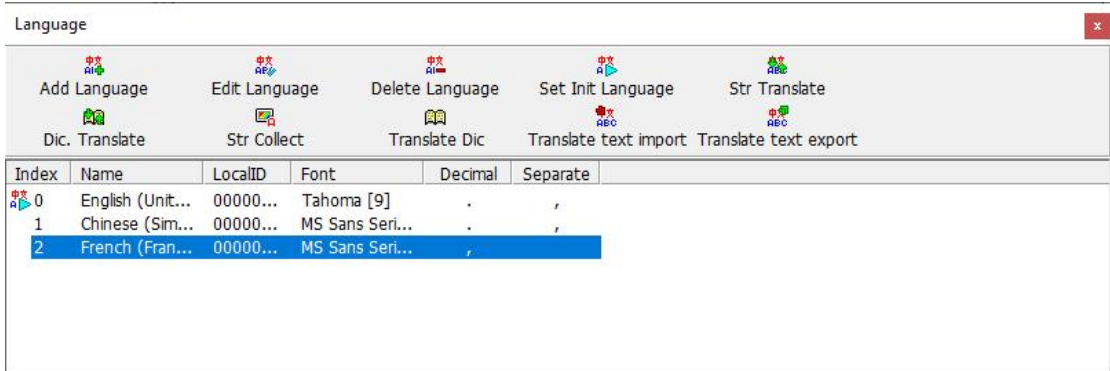 Language
x
Add Language Edit Language Delete Language Set Init Language Str Translate
Dic. Translate Str Collect Translate Dic Translate text import Translate text export
Index Name LocalID Font Decimal Separate
0 English (Unit... 00000... Tahoma [9] . ,
1 Chinese (Sim... 00000... MS Sans Seri... . ,
2 French (Fran... 00000... MS Sans Seri... ,